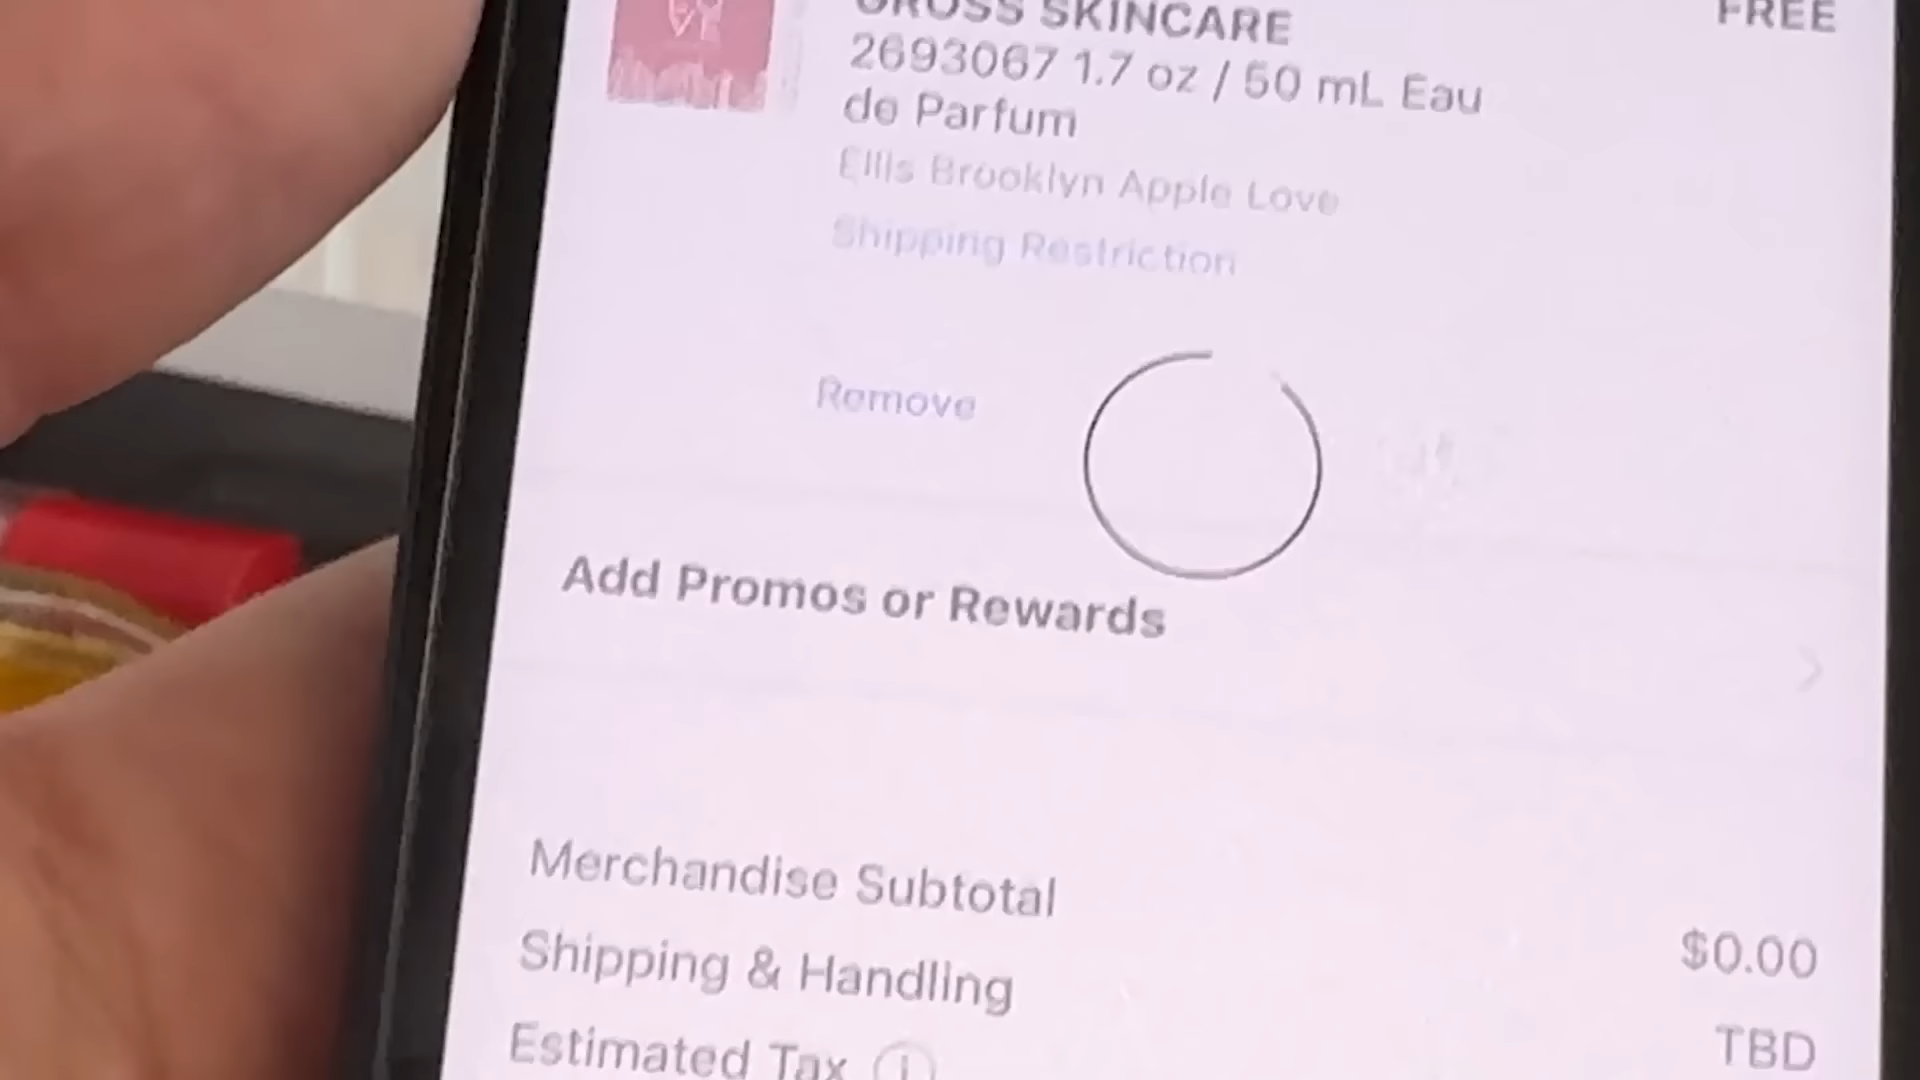 GROSS SKINCARE
FREE
2693067 1.7 oz / 50 mL Eau
de Parfum
Ellis Brooklyn Apple Love
Shipping Restriction
Remove
Add Promos or Rewards
Merchandise Subtotal
$0.00
Shipping & Handling
TBD
Estimated Tax